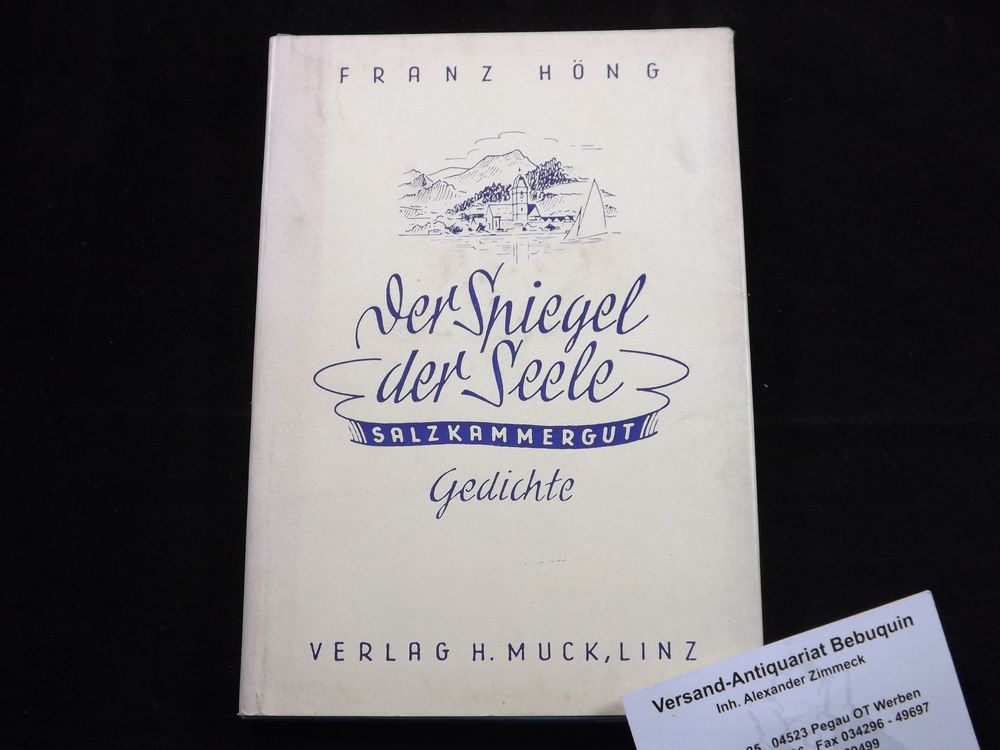 FRANZ HÖNG
Der Spiegel
der Seele
SALZKAMMERGUT
Gedichte
VERLAG H. MUCK, LINZ
Versand-Antiquariat Bebuquin
Inh. Alexander Zimmeck
04523 Pegau OT Werben
Fax 034296 - 49697